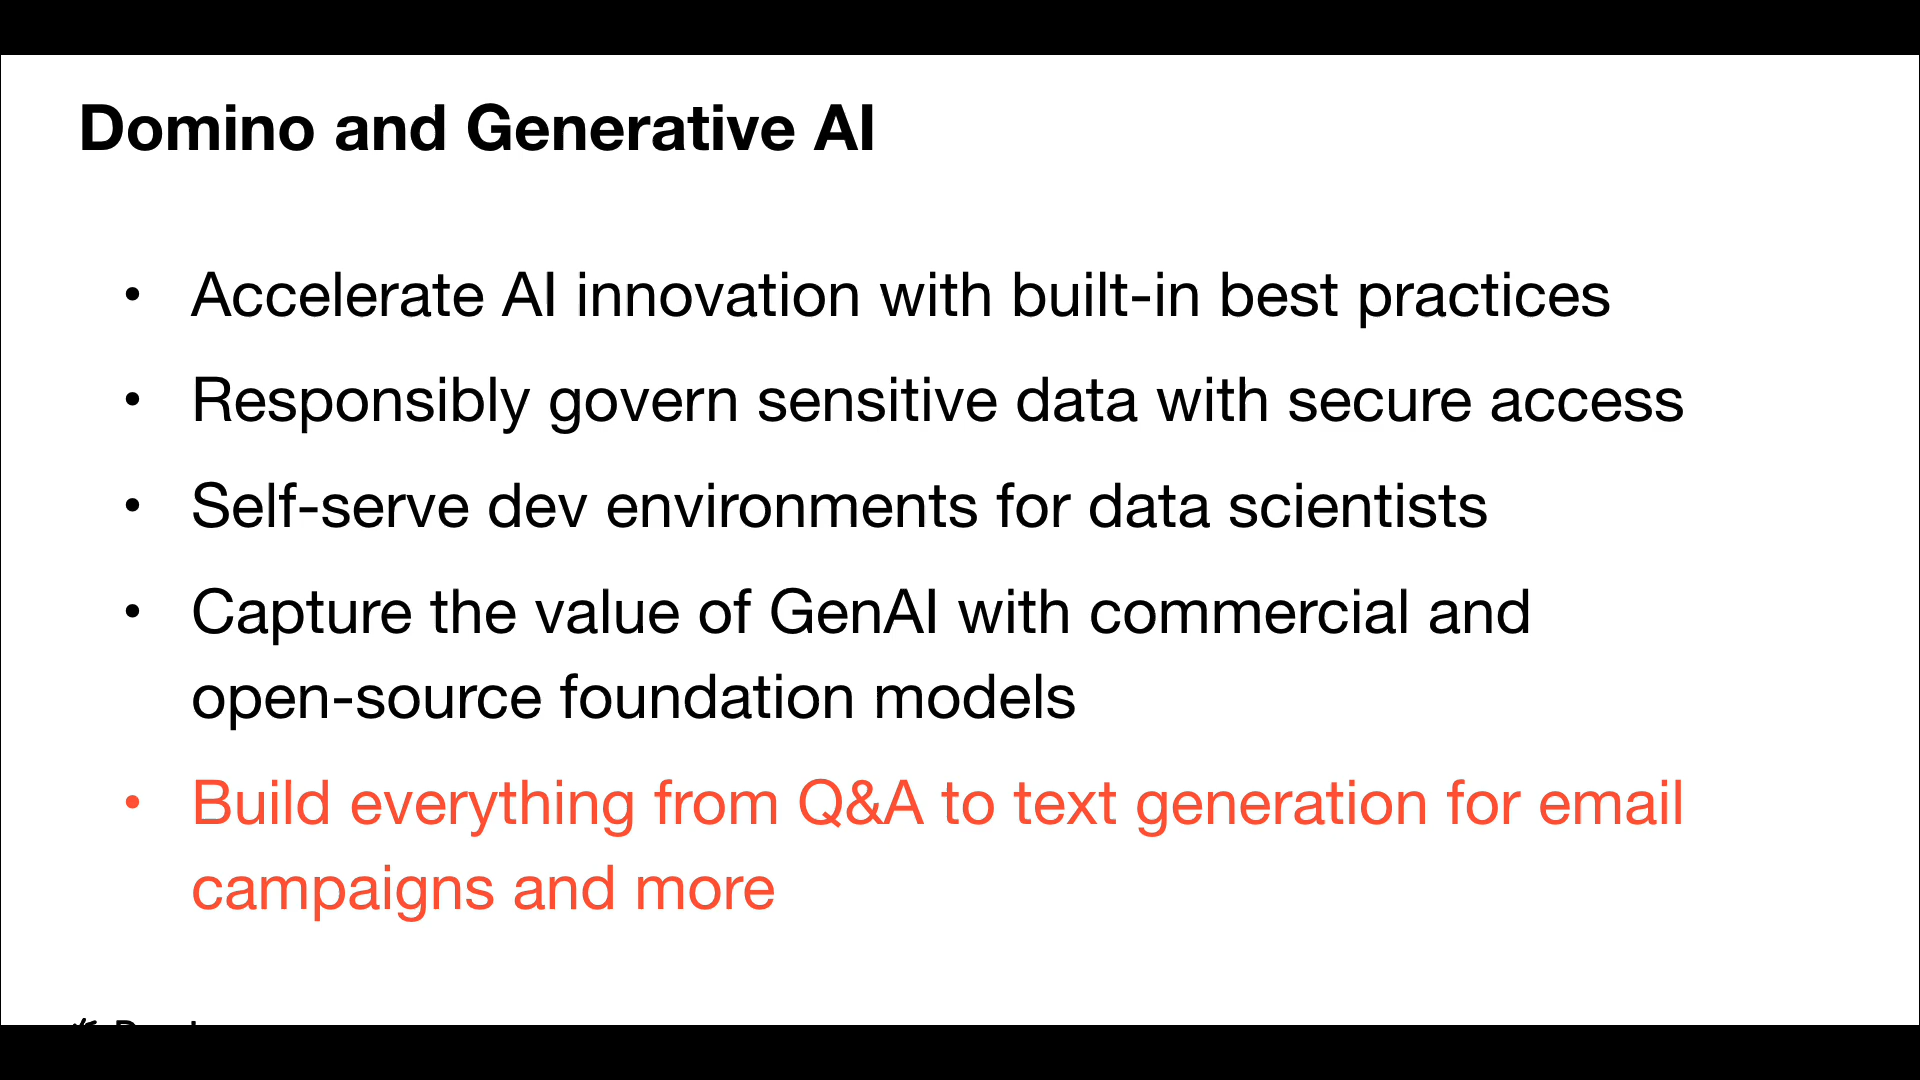 Domino and Generative AI
• Accelerate AI innovation with built-in best practices
• Responsibly govern sensitive data with secure access
• Self-serve dev environments for data scientists
• Capture the value of GenAI with commercial and
open-source foundation models
• Build everything from Q&A to text generation for email
campaigns and more